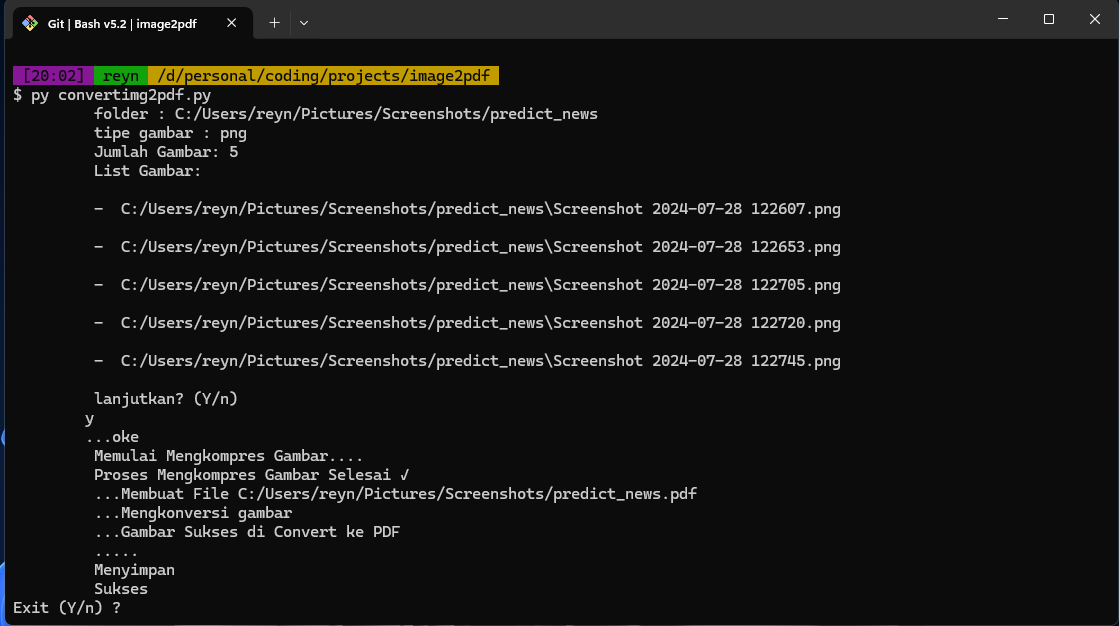 Git | Bash v5.2 | image2pdf
[20:02] reyn /d/personal/coding/projects/image2pdf
$ py convertimg2pdf.py
folder : C:/Users/reyn/Pictures/Screenshots/predict_news
tipe gambar : png
Jumlah Gambar: 5
List Gambar:
-  C:/Users/reyn/Pictures/Screenshots/predict_news\Screenshot 2024-07-28 122607.png
-  C:/Users/reyn/Pictures/Screenshots/predict_news\Screenshot 2024-07-28 122653.png
-  C:/Users/reyn/Pictures/Screenshots/predict_news\Screenshot 2024-07-28 122705.png
-  C:/Users/reyn/Pictures/Screenshots/predict_news\Screenshot 2024-07-28 122720.png
-  C:/Users/reyn/Pictures/Screenshots/predict_news\Screenshot 2024-07-28 122745.png
lanjutkan? (Y/n)
y
...oke
Memulai Mengkompres Gambar....
Proses Mengkompres Gambar Selesai √
...Membuat File C:/Users/reyn/Pictures/Screenshots/predict_news.pdf
...Mengkonversi gambar
...Gambar Sukses di Convert ke PDF
.....
Menyimpan
Sukses
Exit (Y/n) ?